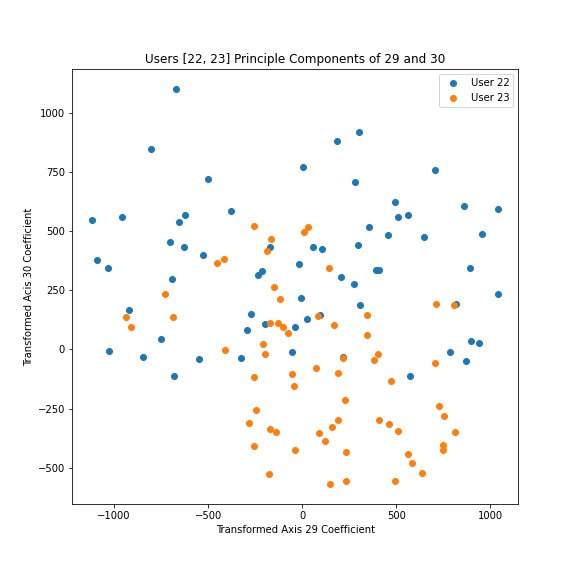 Users [22, 23] Principle Components of 29 and 30
User 22
User 23
Transformed Acis 30 Coefficient
1000
750
500
250
0
−250
−500
−1000
−500
0
500
1000
Transformed Axis 29 Coefficient